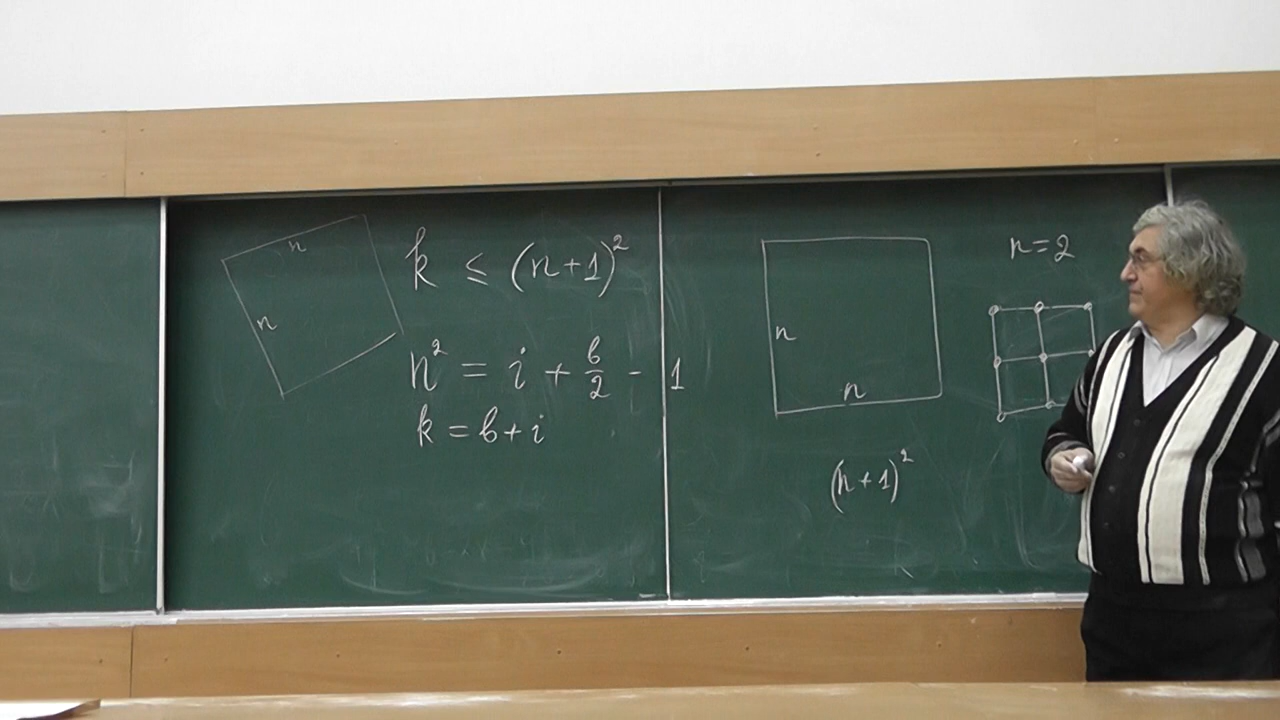 n
n
k ≤ (n+1)²
n² = i + b/2 - 1
k = b+i
n
n
(n+1)²
n=2